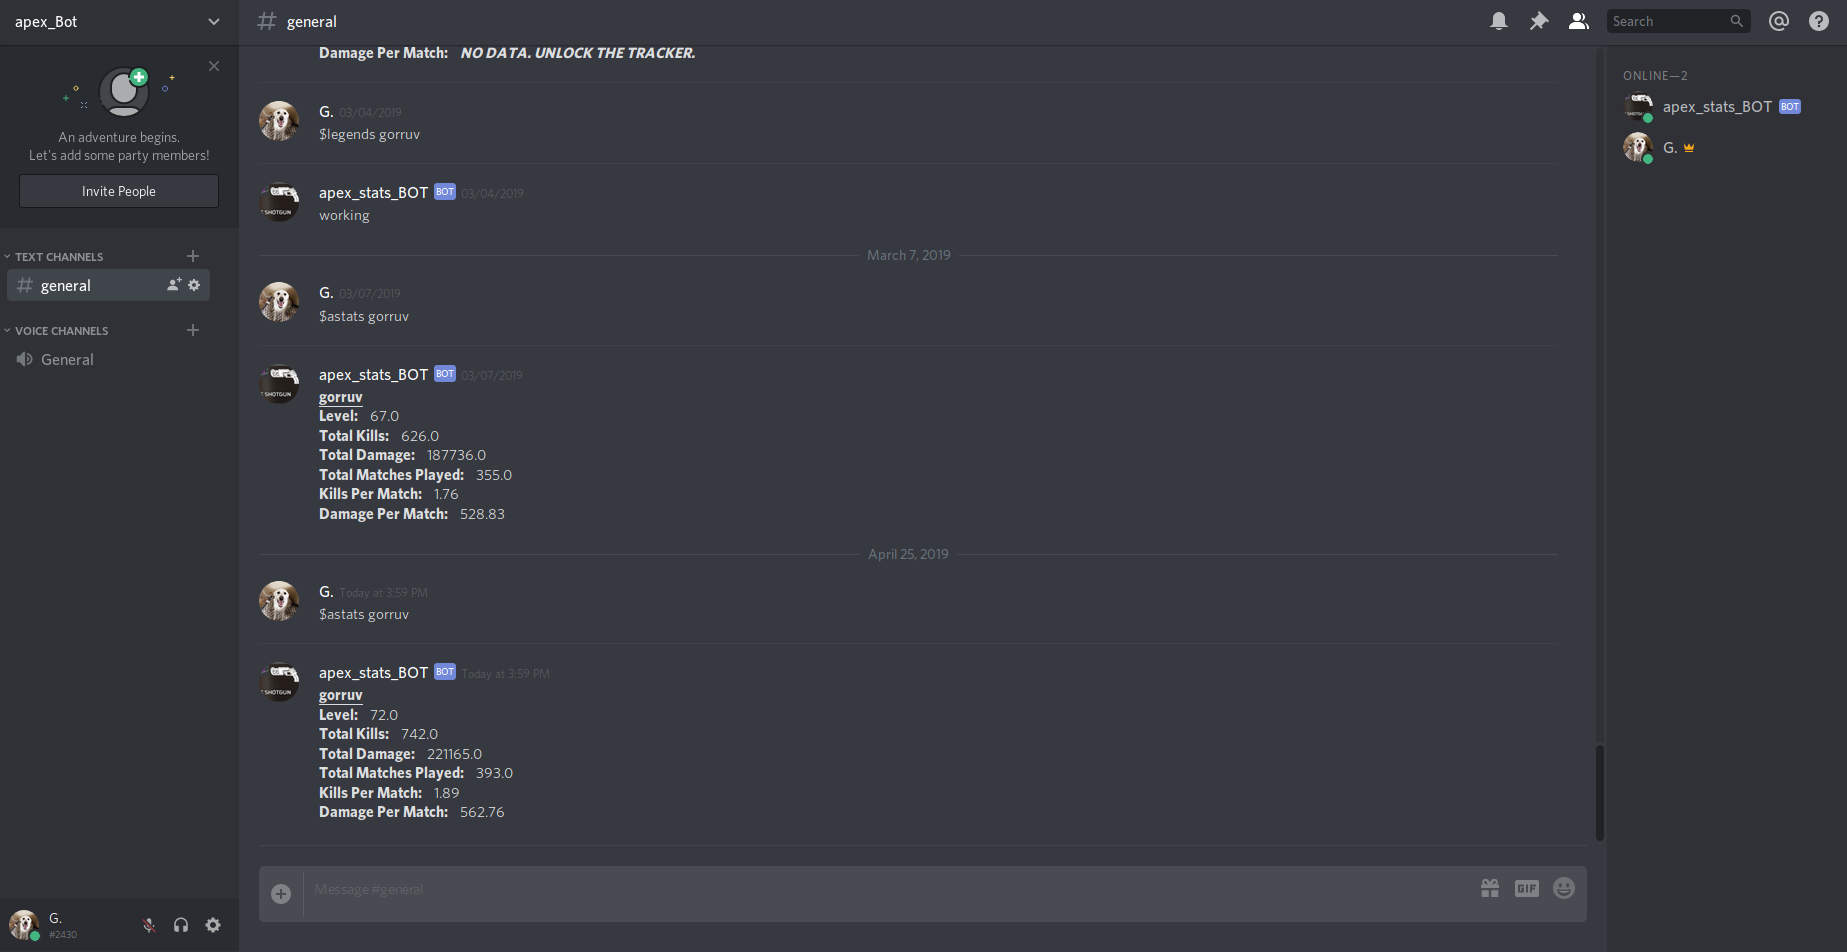 apex_Bot
An adventure begins.
Let's add some party members!
Invite People
TEXT CHANNELS
general
VOICE CHANNELS
General
G.
#2430
general
Search
Damage Per Match: NO DATA. UNLOCK THE TRACKER.
G. 03/04/2019
$legends gorruv
apex_stats_BOT BOT 03/04/2019
working
March 7, 2019
G. 03/07/2019
$astats gorruv
apex_stats_BOT BOT 03/07/2019
gorruv
Level: 67.0
Total Kills: 626.0
Total Damage: 187736.0
Total Matches Played: 355.0
Kills Per Match: 1.76
Damage Per Match: 528.83
April 25, 2019
G. Today at 3:59 PM
$astats gorruv
apex_stats_BOT BOT Today at 3:59 PM
gorruv
Level: 72.0
Total Kills: 742.0
Total Damage: 221165.0
Total Matches Played: 393.0
Kills Per Match: 1.89
Damage Per Match: 562.76
Message #general
GIF
ONLINE—2
apex_stats_BOT BOT
G.